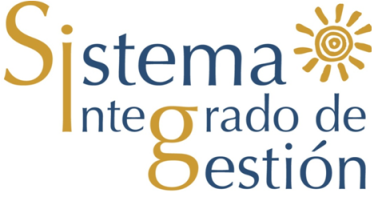 Sistema
integrado de
gestión